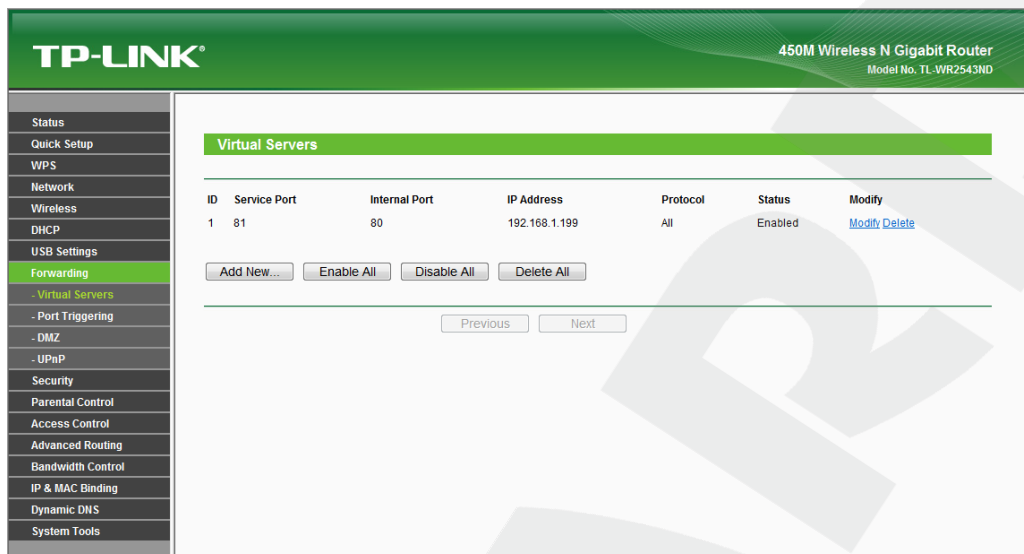 TP-LINK®
450M Wireless N Gigabit Router
Model No. TL-WR2543ND
Status
Quick Setup
WPS
Network
Wireless
DHCP
USB Settings
Forwarding
- Virtual Servers
- Port Triggering
- DMZ
- UPnP
Security
Parental Control
Access Control
Advanced Routing
Bandwidth Control
IP & MAC Binding
Dynamic DNS
System Tools
Virtual Servers
ID Service Port Internal Port IP Address Protocol Status Modify
1 81 80 192.168.1.199 All Enabled Modify Delete
Add New... Enable All Disable All Delete All
Previous Next